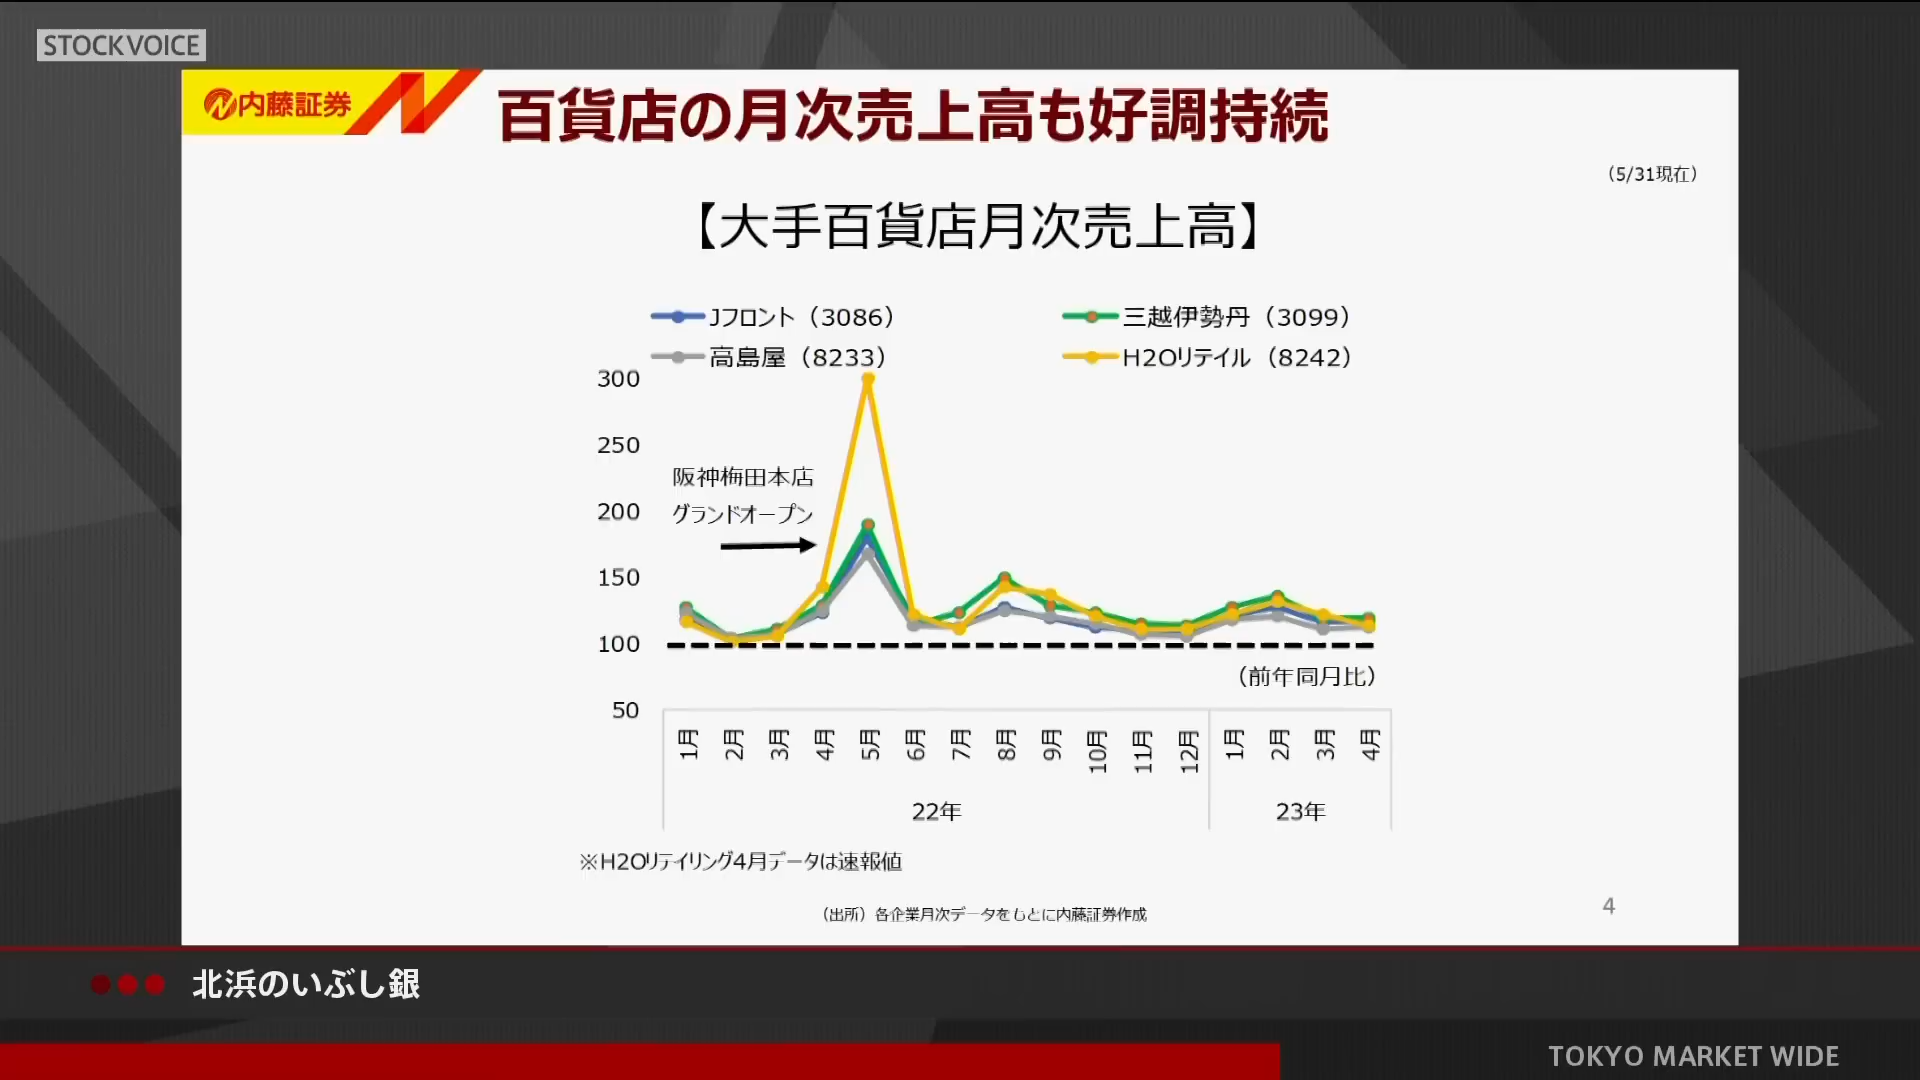 STOCKVOICE
内藤証券
百貨店の月次売上高も好調持続
（5/31現在）
【大手百貨店月次売上高】
Jフロント（3086）
三越伊勢丹（3099）
高島屋（8233）
H2Oリテイル（8242）
300
250
200
150
100
50
阪神梅田本店
グランドオープン
（前年同月比）
1月 2月 3月 4月 5月 6月 7月 8月 9月 10月 11月 12月 1月 2月 3月 4月
22年 23年
※H2Oリテイリング4月データは速報値
（出所）各企業月次データをもとに内藤証券作成
4
北浜のいぶし銀
TOKYO MARKET WIDE